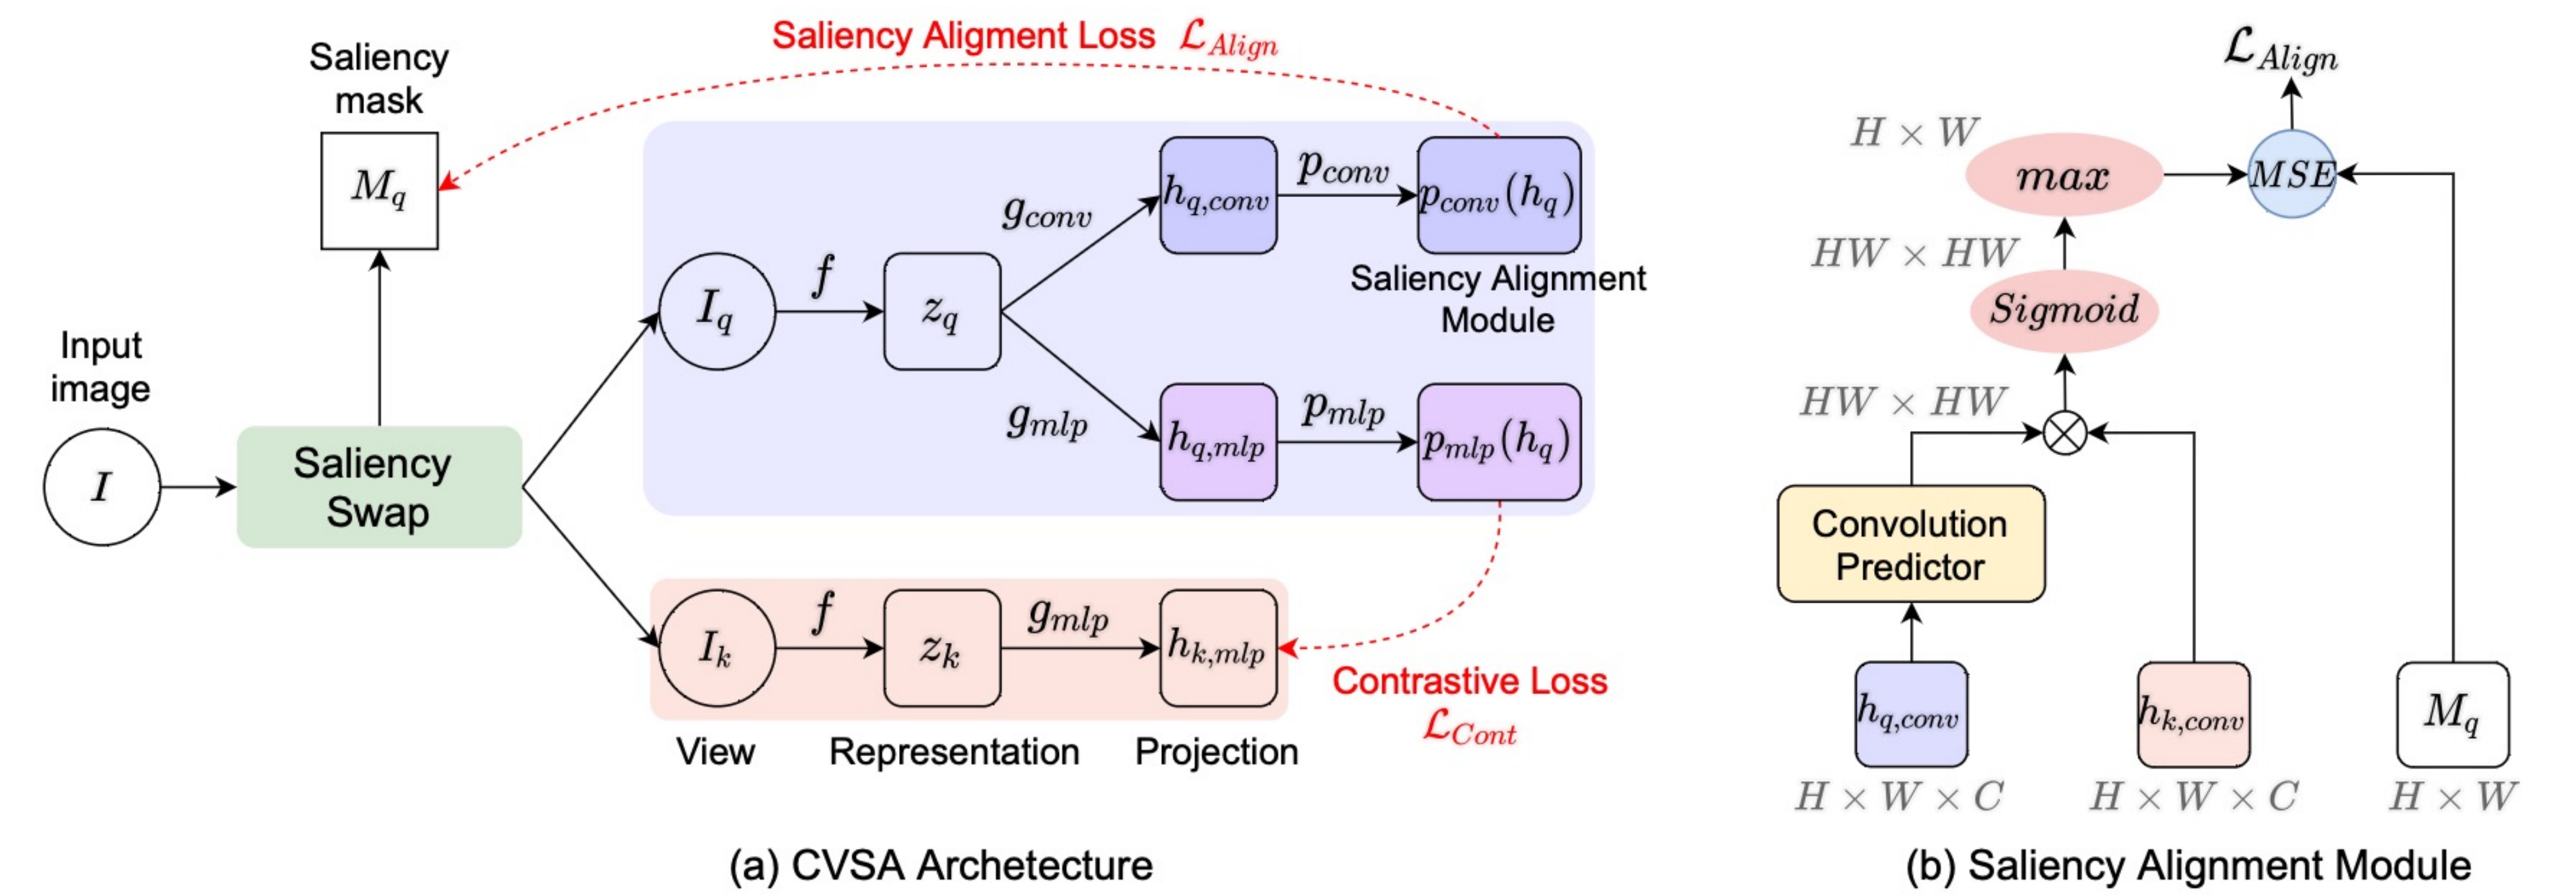 Saliency Aligment Loss ℒ_Align
Saliency
mask
M_q
Input
image
I
Saliency
Swap
I_q
f
z_q
g_conv
h_q,conv
p_conv
p_conv(h_q)
Saliency Alignment
Module
g_mlp
h_q,mlp
p_mlp
p_mlp(h_q)
I_k
f
z_k
g_mlp
h_k,mlp
Contrastive Loss
ℒ_Cont
View
Representation
Projection
(a) CVSA Archetecture
ℒ_Align
H × W
max
MSE
HW × HW
Sigmoid
HW × HW
⊗
Convolution
Predictor
h_q,conv
h_k,conv
M_q
H × W × C
H × W × C
H × W
(b) Saliency Alignment Module